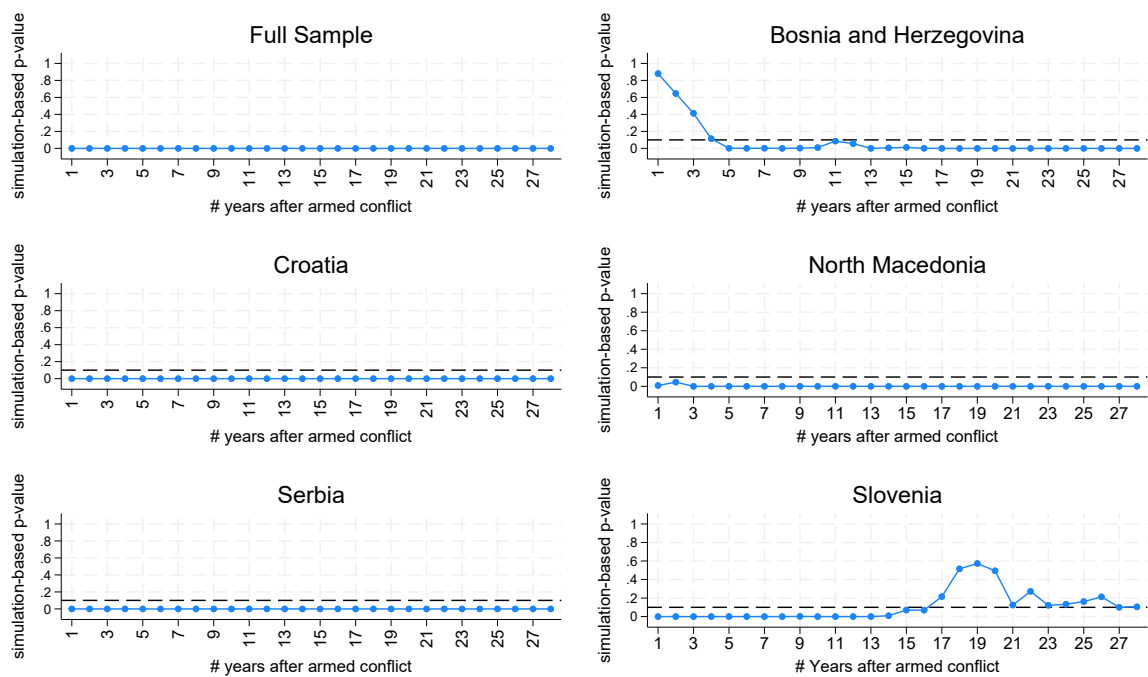 Full Sample
simulation-based p-value
1
.8
.6
.4
.2
0
1 3 5 7 9 11 13 15 17 19 21 23 25 27
# years after armed conflict
Bosnia and Herzegovina
simulation-based p-value
1
.8
.6
.4
.2
0
1 3 5 7 9 11 13 15 17 19 21 23 25 27
# years after armed conflict
Croatia
simulation-based p-value
1
.8
.6
.4
.2
0
1 3 5 7 9 11 13 15 17 19 21 23 25 27
# years after armed conflict
North Macedonia
simulation-based p-value
1
.8
.6
.4
.2
0
1 3 5 7 9 11 13 15 17 19 21 23 25 27
# years after armed conflict
Serbia
simulation-based p-value
1
.8
.6
.4
.2
0
1 3 5 7 9 11 13 15 17 19 21 23 25 27
# years after armed conflict
Slovenia
simulation-based p-value
1
.8
.6
.4
.2
0
1 3 5 7 9 11 13 15 17 19 21 23 25 27
# Years after armed conflict